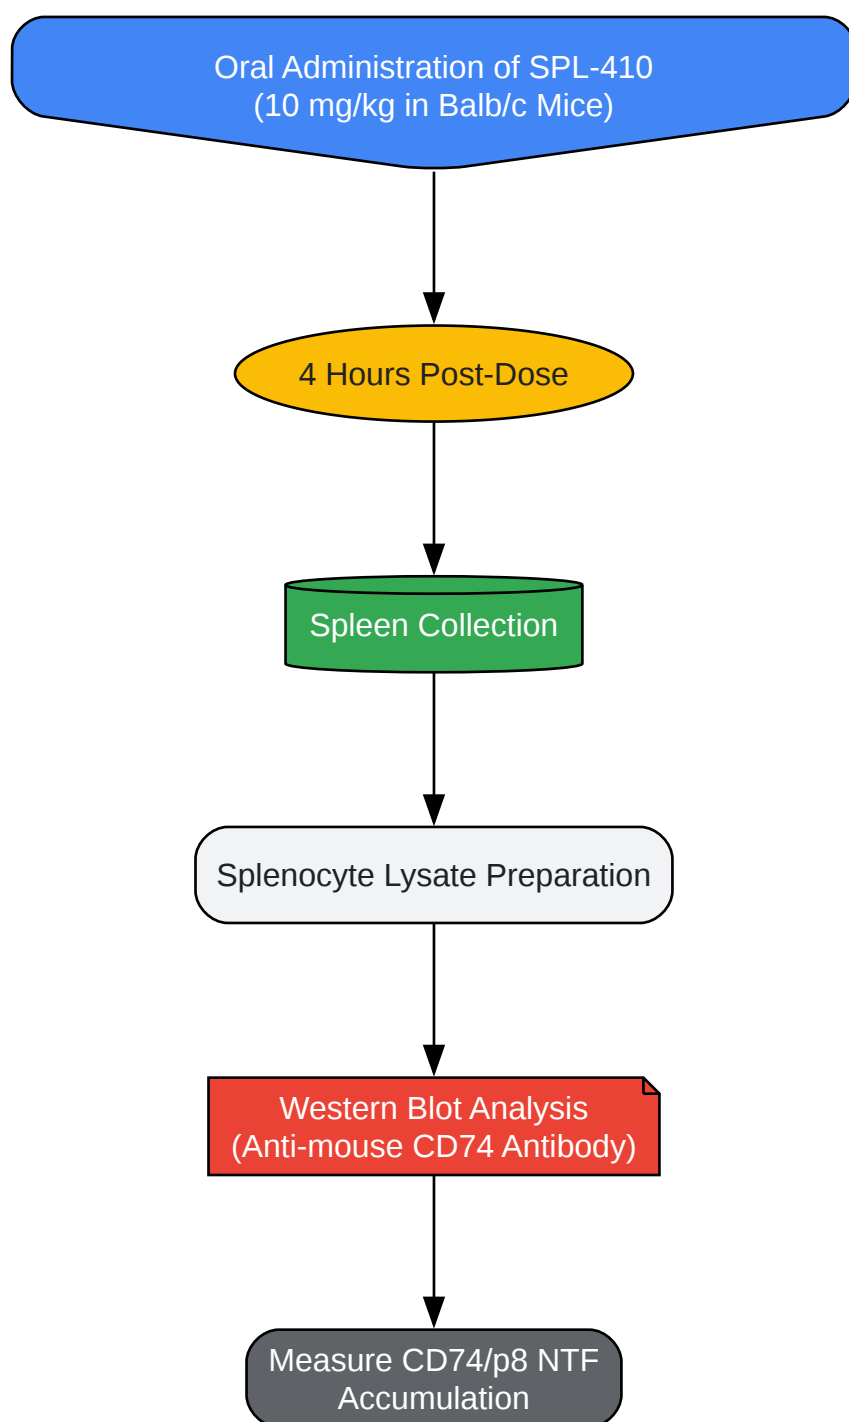 Oral Administration of SPL-410
(10 mg/kg in Balb/c Mice)
4 Hours Post-Dose
Spleen Collection
Splenocyte Lysate Preparation
Western Blot Analysis
(Anti-mouse CD74 Antibody)
Measure CD74/p8 NTF
Accumulation